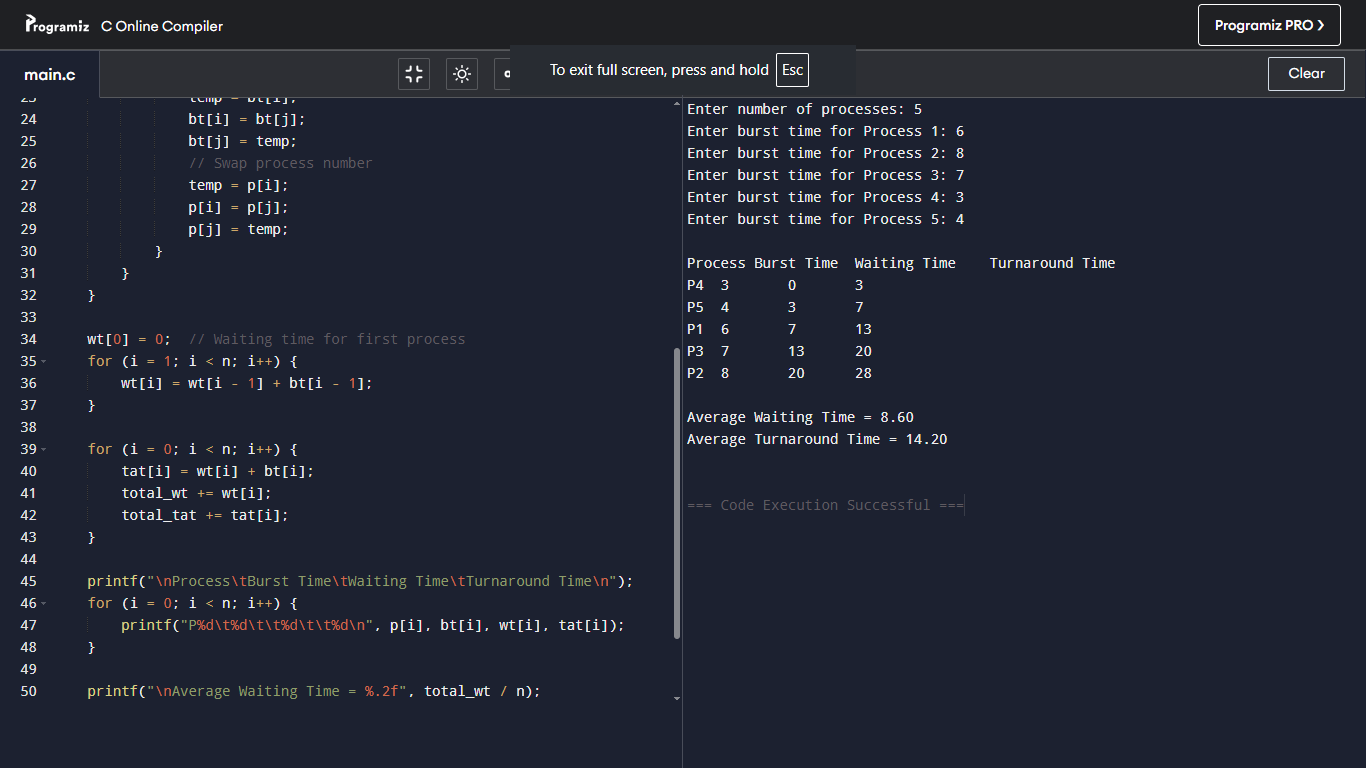 Programiz C Online Compiler
Programiz PRO ❯
To exit full screen, press and hold Esc
main.c
Clear
23 temp = bt[i];
24 bt[i] = bt[j];
25 bt[j] = temp;
26 // Swap process number
27 temp = p[i];
28 p[i] = p[j];
29 p[j] = temp;
30 }
31 }
32 }
33
34 wt[0] = 0;  // Waiting time for first process
35 for (i = 1; i < n; i++) {
36 wt[i] = wt[i - 1] + bt[i - 1];
37 }
38
39 for (i = 0; i < n; i++) {
40 tat[i] = wt[i] + bt[i];
41 total_wt += wt[i];
42 total_tat += tat[i];
43 }
44
45 printf("\nProcess\tBurst Time\tWaiting Time\tTurnaround Time\n");
46 for (i = 0; i < n; i++) {
47 printf("P%d\t%d\t\t%d\t\t%d\n", p[i], bt[i], wt[i], tat[i]);
48 }
49
50 printf("\nAverage Waiting Time = %.2f", total_wt / n);
Enter number of processes: 5
Enter burst time for Process 1: 6
Enter burst time for Process 2: 8
Enter burst time for Process 3: 7
Enter burst time for Process 4: 3
Enter burst time for Process 5: 4
Process Burst Time Waiting Time Turnaround Time
P4 3 0 3
P5 4 3 7
P1 6 7 13
P3 7 13 20
P2 8 20 28
Average Waiting Time = 8.60
Average Turnaround Time = 14.20
=== Code Execution Successful ===